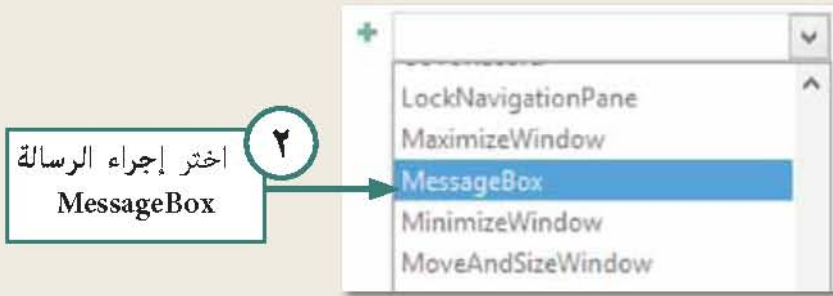 ٢
اختر إجراء الرسالة
MessageBox
LockNavigationPane
MaximizeWindow
MessageBox
MinimizeWindow
MoveAndSizeWindow